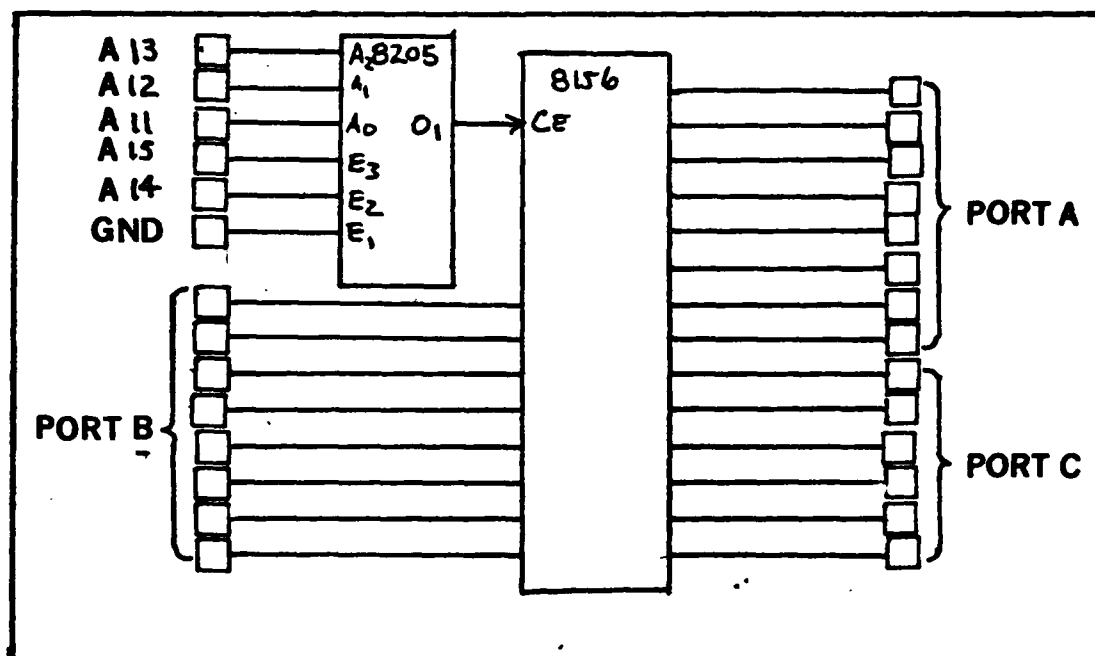 A 13
A 12
A 11
A 15
A 14
GND
A2 8205
A1
A0
O1
E3
E2
E1
8156
CE
PORT A
PORT B
PORT C